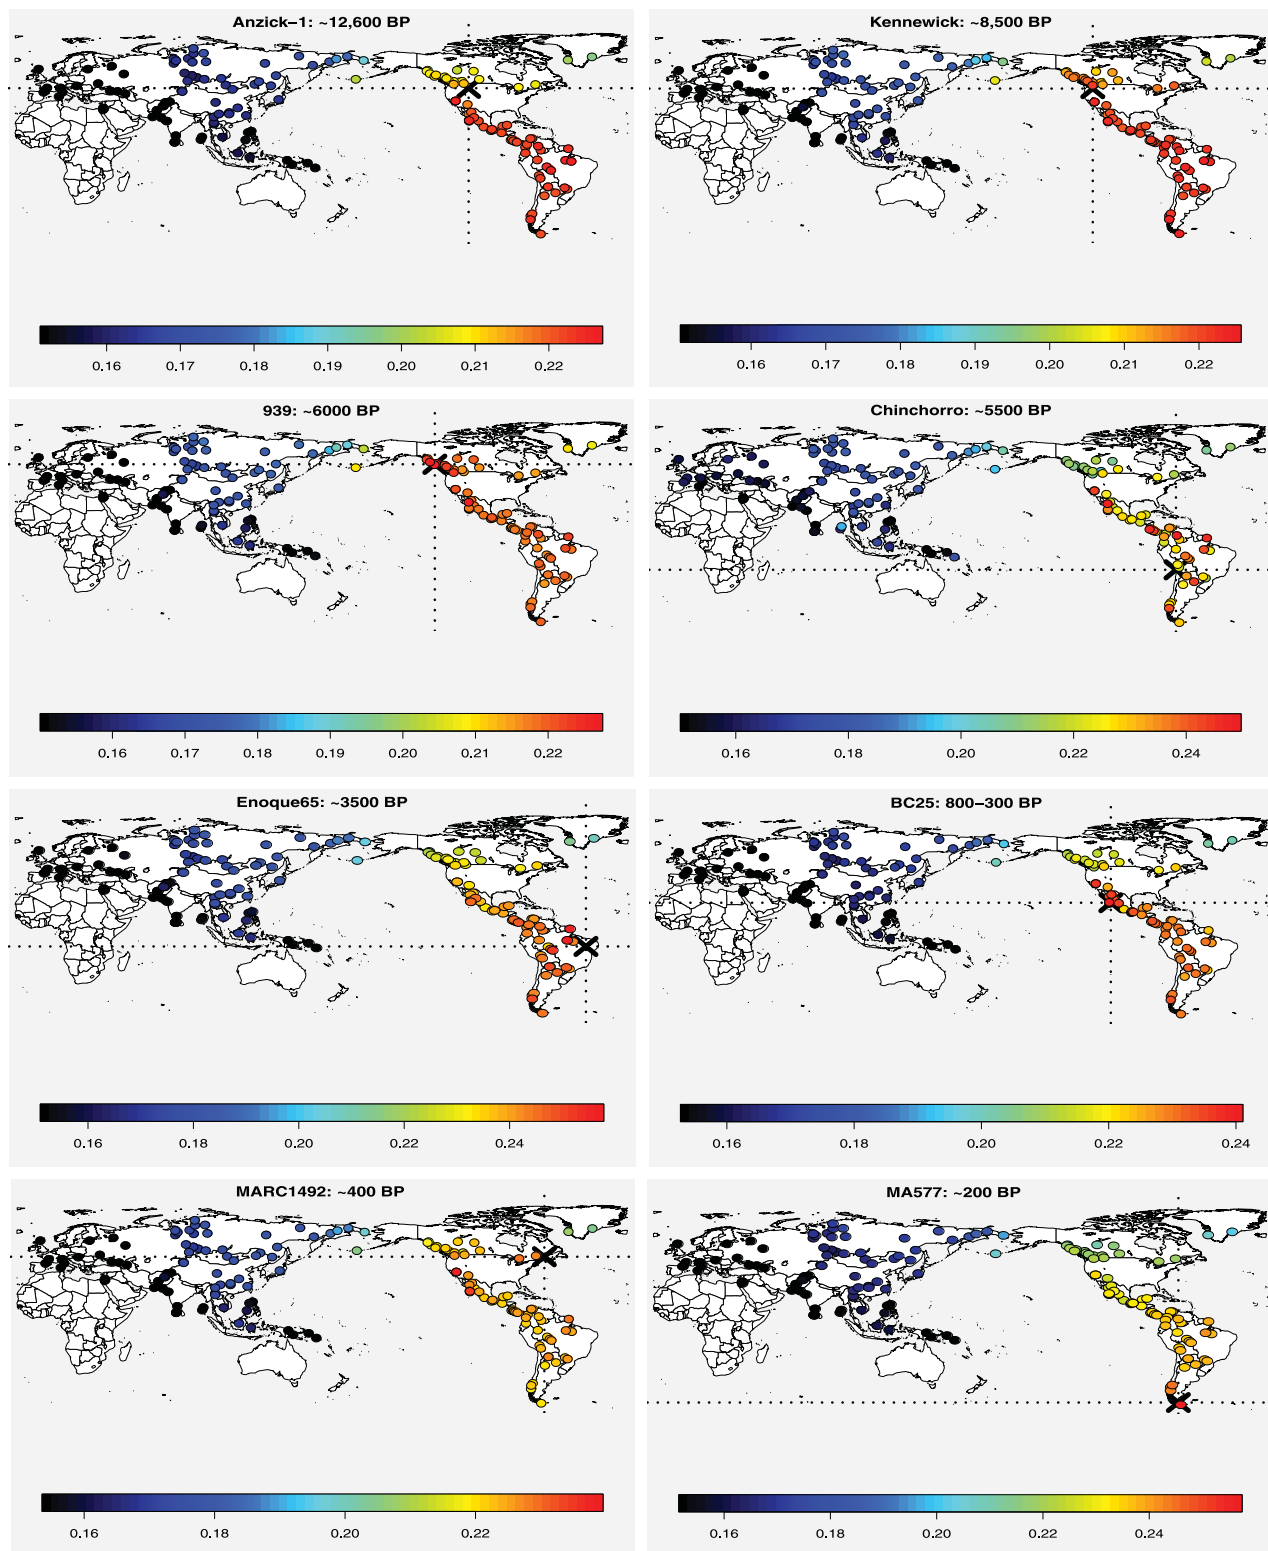 Anzick–1: ~12,600 BP
0.16 0.17 0.18 0.19 0.20 0.21 0.22
Kennewick: ~8,500 BP
0.16 0.17 0.18 0.19 0.20 0.21 0.22
939: ~6000 BP
0.16 0.17 0.18 0.19 0.20 0.21 0.22
Chinchorro: ~5500 BP
0.16 0.18 0.20 0.22 0.24
Enoque65: ~3500 BP
0.16 0.18 0.20 0.22 0.24
BC25: 800–300 BP
0.16 0.18 0.20 0.22 0.24
MARC1492: ~400 BP
0.16 0.18 0.20 0.22
MA577: ~200 BP
0.16 0.18 0.20 0.22 0.24